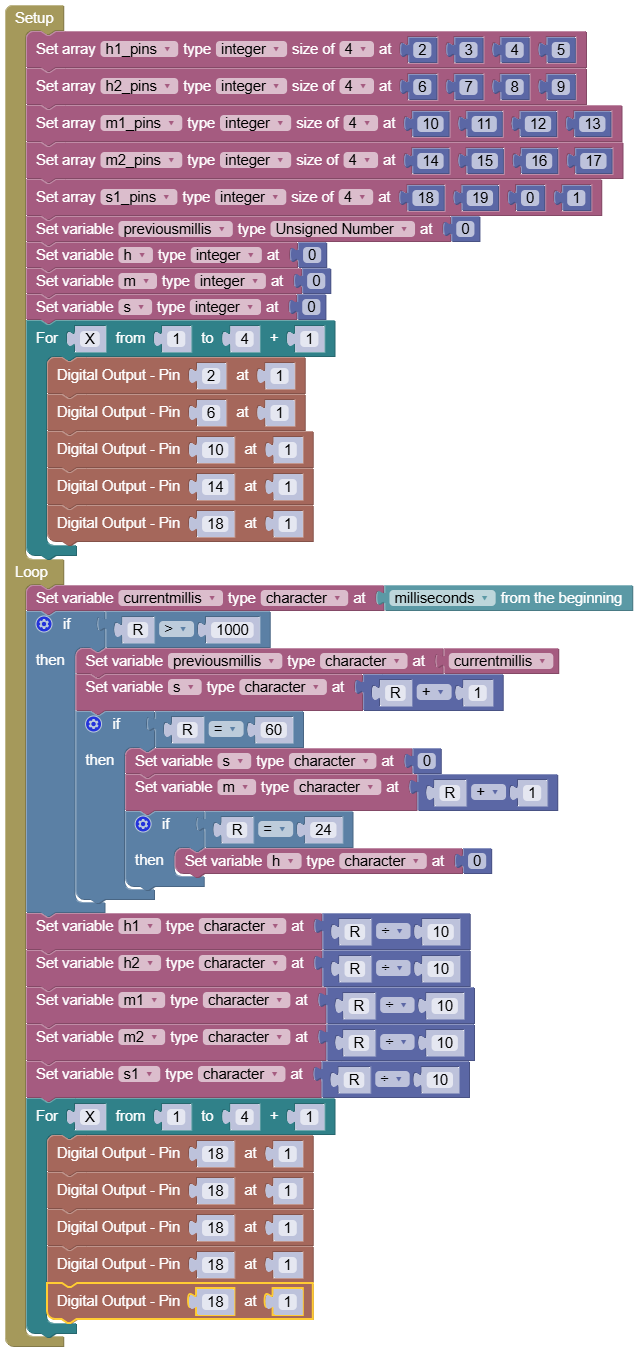 Setup
Set array h1_pins type integer size of 4 at 2 3 4 5
Set array h2_pins type integer size of 4 at 6 7 8 9
Set array m1_pins type integer size of 4 at 10 11 12 13
Set array m2_pins type integer size of 4 at 14 15 16 17
Set array s1_pins type integer size of 4 at 18 19 0 1
Set variable previousmillis type Unsigned Number at 0
Set variable h type integer at 0
Set variable m type integer at 0
Set variable s type integer at 0
For X from 1 to 4 + 1
Digital Output - Pin 2 at 1
Digital Output - Pin 6 at 1
Digital Output - Pin 10 at 1
Digital Output - Pin 14 at 1
Digital Output - Pin 18 at 1
Loop
Set variable currentmillis type character at milliseconds from the beginning
if R > 1000
then Set variable previousmillis type character at currentmillis
Set variable s type character at R + 1
if R = 60
then Set variable s type character at 0
Set variable m type character at R + 1
if R = 24
then Set variable h type character at 0
Set variable h1 type character at R ÷ 10
Set variable h2 type character at R ÷ 10
Set variable m1 type character at R ÷ 10
Set variable m2 type character at R ÷ 10
Set variable s1 type character at R ÷ 10
For X from 1 to 4 + 1
Digital Output - Pin 18 at 1
Digital Output - Pin 18 at 1
Digital Output - Pin 18 at 1
Digital Output - Pin 18 at 1
Digital Output - Pin 18 at 1